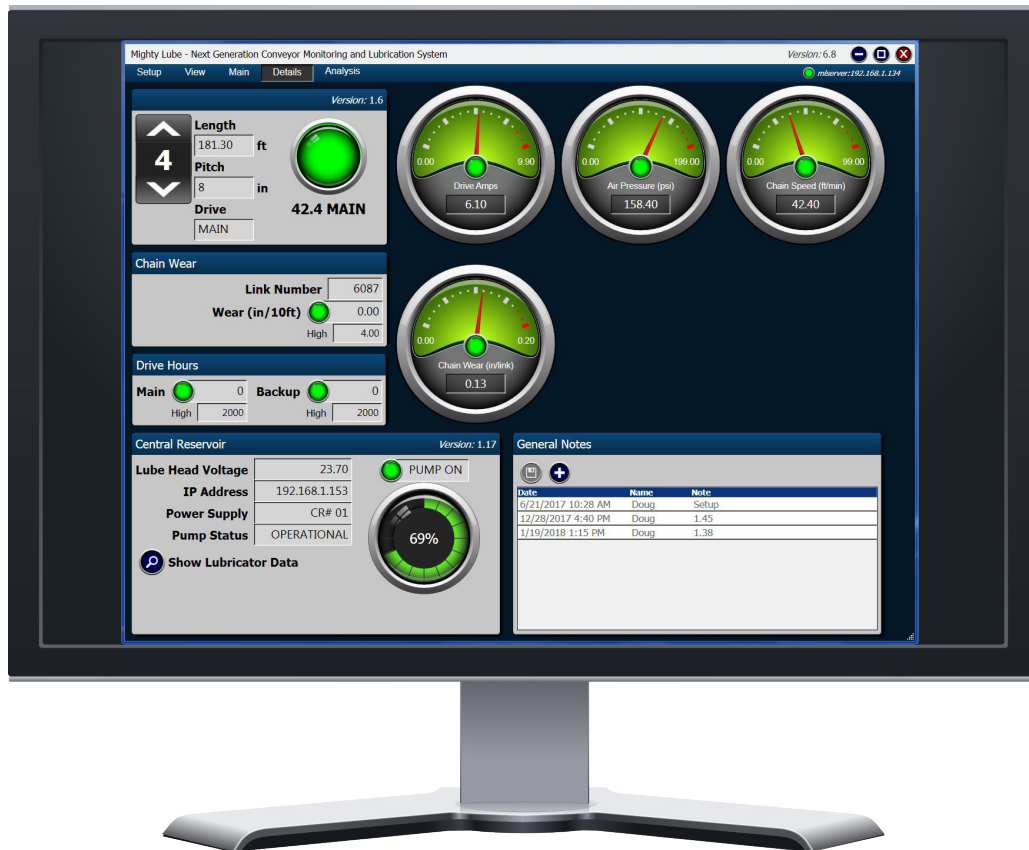 Mighty Lube - Next Generation Conveyor Monitoring and Lubrication System Version: 6.8
Setup View Main Details Analysis mlserver:192.168.1.134
Version: 1.6
4
Length
181.30 ft
Pitch
8 in
Drive
MAIN
42.4 MAIN
0.00 9.90
Drive Amps
6.10
0.00 199.00
Air Pressure (psi)
158.40
0.00 99.00
Chain Speed (ft/min)
42.40
Chain Wear
Link Number 6087
Wear (in/10ft) 0.00
High 4.00
0.00 0.20
Chain Wear (in/link)
0.13
Drive Hours
Main 0 Backup 0
High 2000 High 2000
Central Reservoir Version: 1.17
Lube Head Voltage 23.70
IP Address 192.168.1.153
Power Supply CR# 01
Pump Status OPERATIONAL
Show Lubricator Data
PUMP ON
69%
General Notes
Date Name Note
6/21/2017 10:28 AM Doug Setup
12/28/2017 4:40 PM Doug 1.45
1/19/2018 1:15 PM Doug 1.38